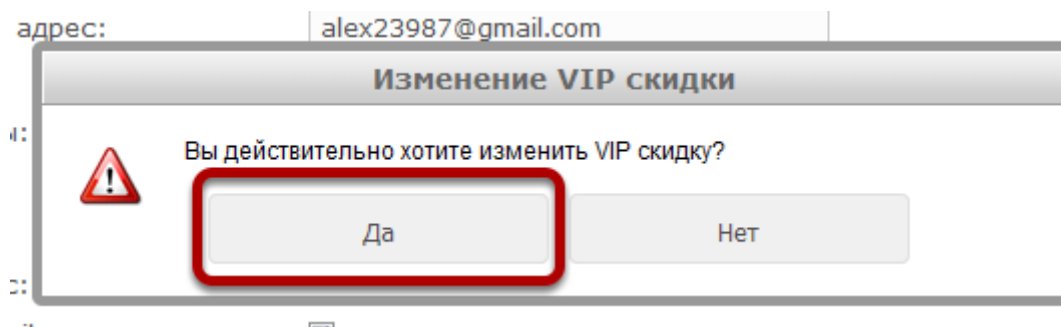 адрес: alex23987@gmail.com
Изменение VIP скидки
Вы действительно хотите изменить VIP скидку?
Да Нет